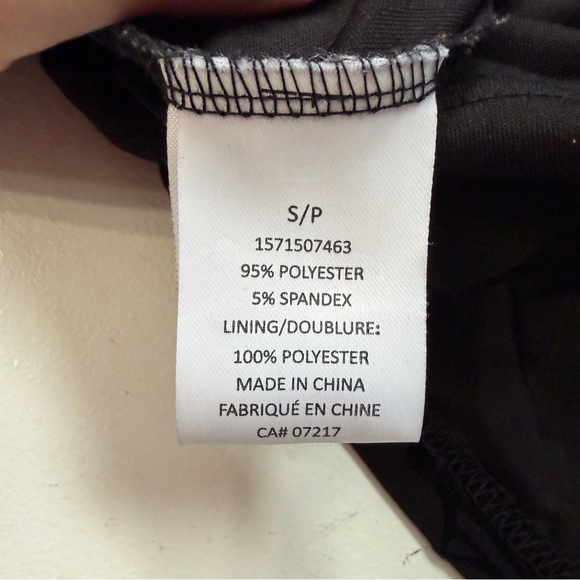 S/P
1571507463
95% POLYESTER
5% SPANDEX
LINING/DOUBLURE:
100% POLYESTER
MADE IN CHINA
FABRIQUÉ EN CHINE
CA# 07217